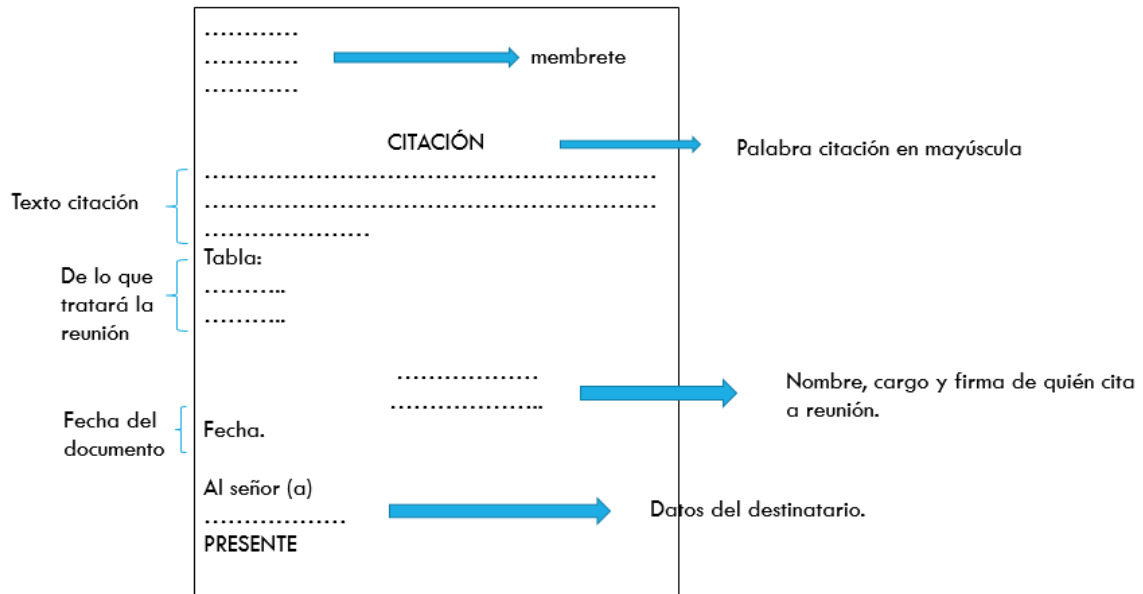 ............
............ membrete
............
CITACIÓN
Palabra citación en mayúscula
Texto citación
.........................................................
.........................................................
.....................
Tabla:
De lo que
tratará la
reunión
...........
...........
..................
....................
Nombre, cargo y firma de quién cita
a reunión.
Fecha del
documento
Fecha.
Al señor (a)
..................
Datos del destinatario.
PRESENTE